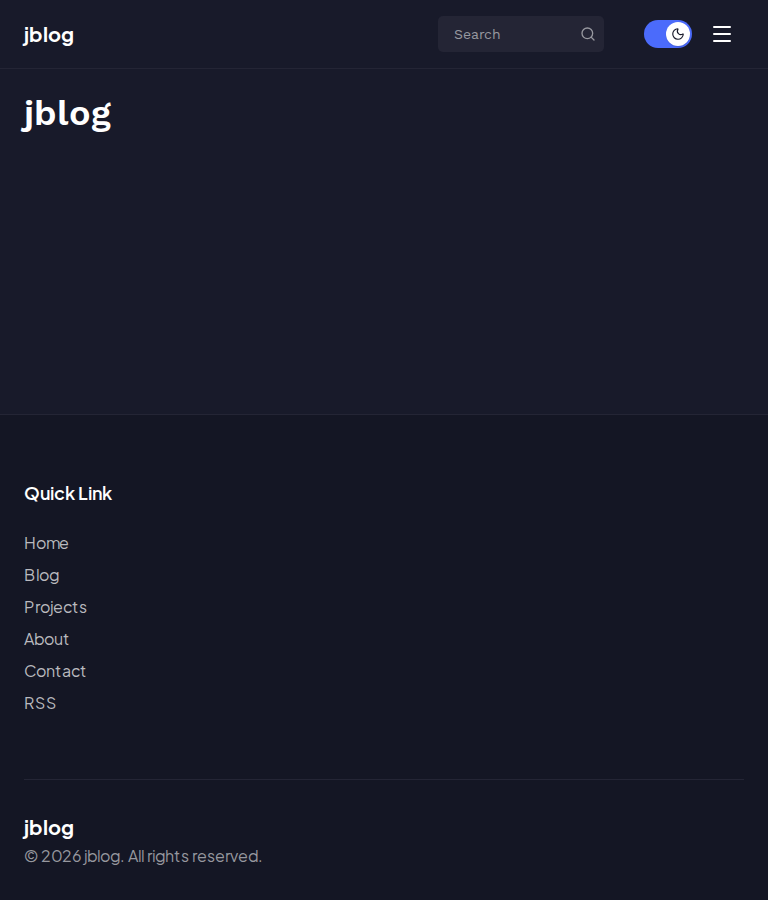 jblog
Search
jblog
Quick Link
Home
Blog
Projects
About
Contact
RSS
jblog
© 2026 jblog. All rights reserved.